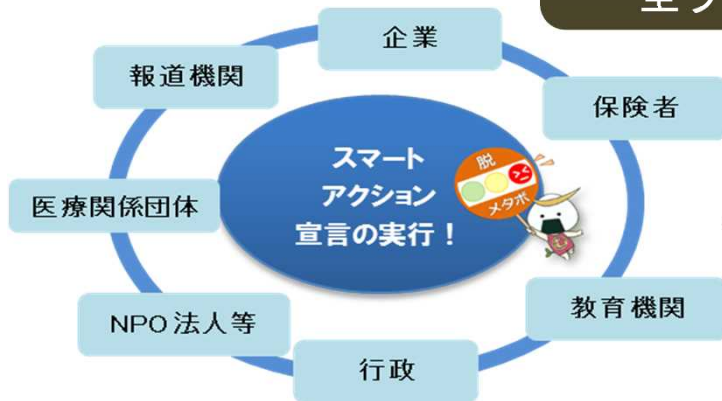 企業
報道機関
保険者
スマート
アクション
宣言の実行！
脱
メタボ
医療関係団体
教育機関
NPO法人等
行政